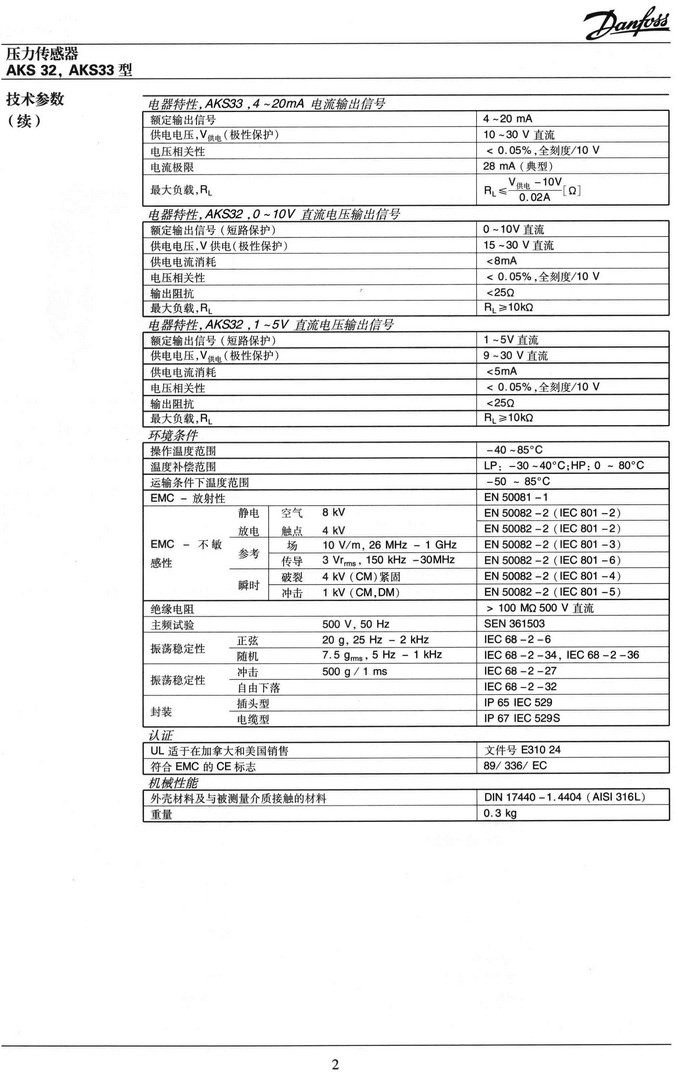 Danfoss
压力传感器
AKS 32, AKS33 型
技术参数
（续）
电器特性,AKS33 ,4 ~20mA 电流输出信号
额定输出信号 4 ~20 mA
供电电压,V供电(极性保护) 10 ~30 V 直流
电压相关性 < 0. 05% ,全刻度/10 V
电流极限 28 mA ( 典型)
最大负载,RL RL≤(V供电 -10V)/0. 02A [Ω]
电器特性,AKS32 ,0 ~ 10V 直流电压输出信号
额定输出信号 ( 短路保护) 0 ~ 10V 直流
供电电压,V 供电(极性保护) 15 ~30 V 直流
供电电流消耗 <8mA
电压相关性 < 0. 05% ,全刻度/10 V
输出阻抗 <25Ω
最大负载,RL RL≥10kΩ
电器特性,AKS32 ,1 ~5V 直流电压输出信号
额定输出信号 ( 短路保护) 1 ~5V 直流
供电电压,V供电(极性保护) 9 ~30 V 直流
供电电流消耗 <5mA
电压相关性 < 0. 05% ,全刻度/10 V
输出阻抗 <25Ω
最大负载,RL RL≥10kΩ
环境条件
操作温度范围 -40 ~85°C
温度补偿范围 LP: -30 ~40°C;HP: 0 ~ 80°C
运输条件下温度范围 -50 ~ 85°C
EMC - 放射性 EN 50081 -1
静电 空气 8 kV EN 50082 -2 ( IEC 801 -2)
放电 触点 4 kV EN 50082 -2 ( IEC 801 -2)
EMC - 不敏感性 参考 场 10 V/m, 26 MHz - 1 GHz EN 50082 -2 ( IEC 801 -3)
传导 3 Vrms, 150 kHz -30MHz EN 50082 -2 ( IEC 801 -6)
瞬时 破裂 4 kV ( CM)紧固 EN 50082 -2 ( IEC 801 -4)
冲击 1 kV ( CM,DM) EN 50082 -2 ( IEC 801 -5)
绝缘电阻 > 100 MΩ 500 V 直流
主频试验 500 V, 50 Hz SEN 361503
振荡稳定性 正弦 20 g, 25 Hz - 2 kHz IEC 68 -2 -6
随机 7. 5 grms, 5 Hz - 1 kHz IEC 68 -2 -34, IEC 68 -2 -36
振荡稳定性 冲击 500 g / 1 ms IEC 68 -2 -27
自由下落 IEC 68 -2 -32
封装 插头型 IP 65 IEC 529
电缆型 IP 67 IEC 529S
认证
UL 适于在加拿大和美国销售 文件号 E310 24
符合 EMC 的 CE 标志 89/ 336/ EC
机械性能
外壳材料及与被测量介质接触的材料 DIN 17440 -1. 4404 ( AISI 316L)
重量 0. 3 kg
2